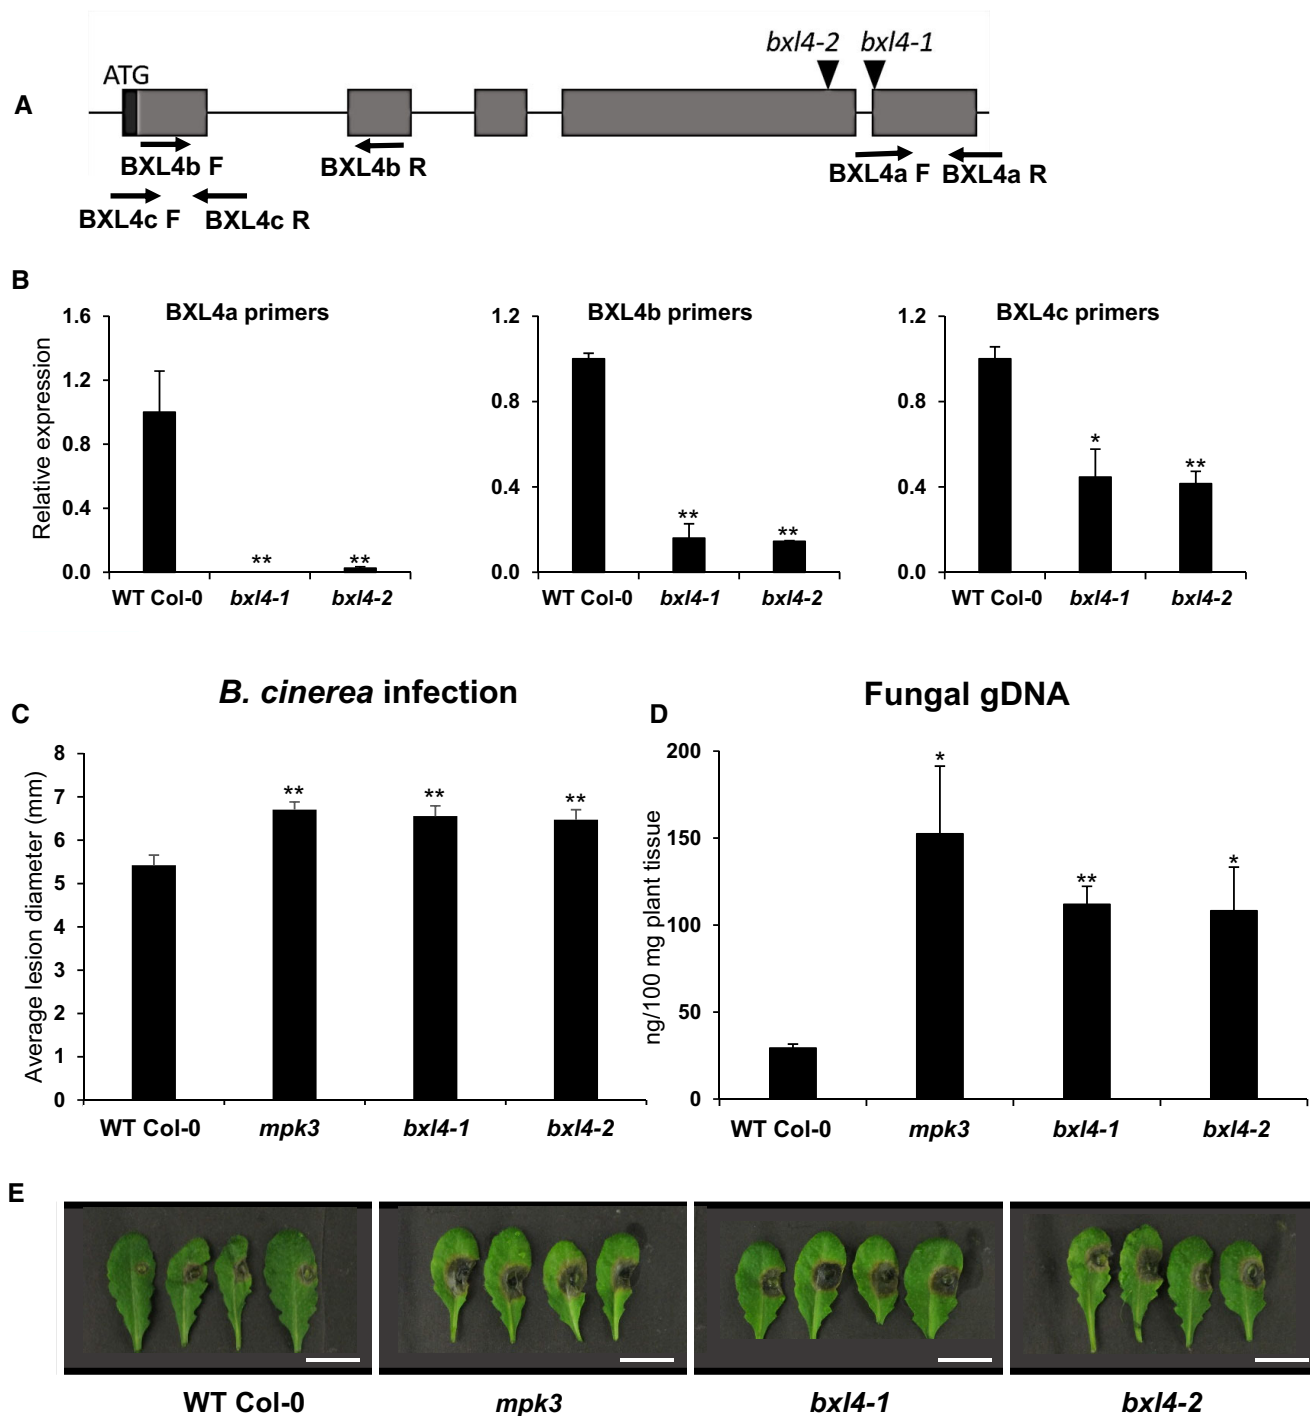 A
bxl4-2 bxl4-1
ATG
BXL4b F BXL4b R BXL4a F BXL4a R
BXL4c F BXL4c R
B
BXL4a primers
Relative expression
1.6
1.2
0.8
0.4
0.0
**
**
WT Col-0 bxl4-1 bxl4-2
BXL4b primers
1.2
0.8
0.4
0.0
**
**
WT Col-0 bxl4-1 bxl4-2
BXL4c primers
1.2
0.8
0.4
0.0
*
**
WT Col-0 bxl4-1 bxl4-2
C
B. cinerea infection
Average lesion diameter (mm)
8
7
6
5
4
3
2
1
0
**
**
**
WT Col-0 mpk3 bxl4-1 bxl4-2
D
Fungal gDNA
ng/100 mg plant tissue
200
150
100
50
0
*
**
*
WT Col-0 mpk3 bxl4-1 bxl4-2
E
WT Col-0 mpk3 bxl4-1 bxl4-2